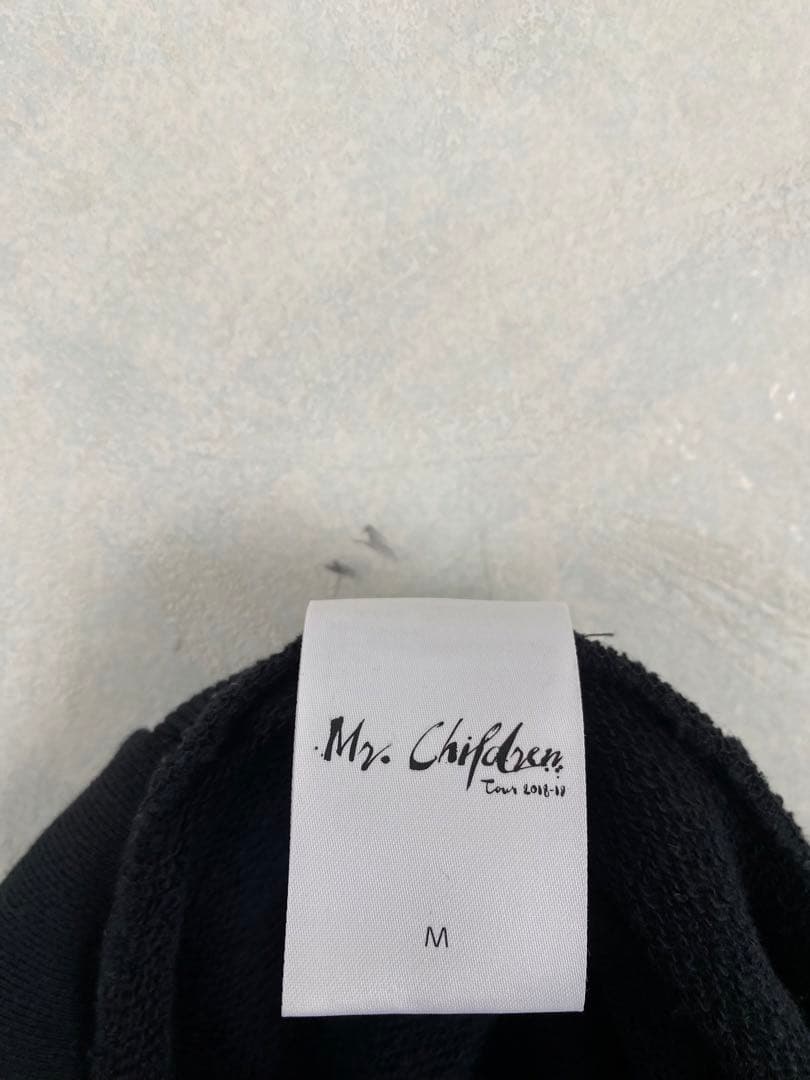 Mr. Children
Tour 2018-19
M